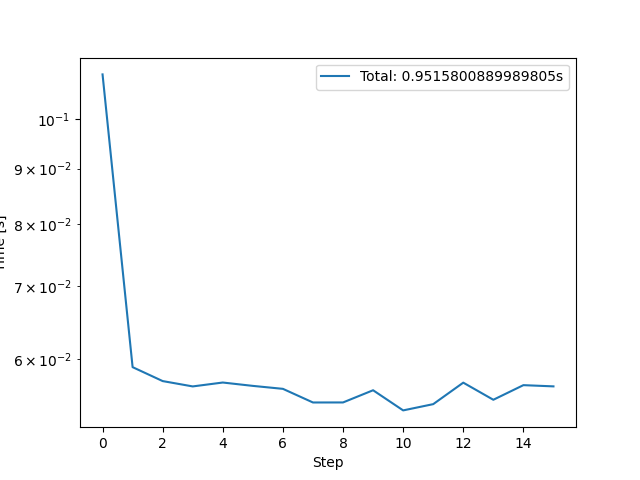 Total: 0.9515800889989805s
10⁻¹
9 × 10⁻²
8 × 10⁻²
7 × 10⁻²
6 × 10⁻²
[s]
0 2 4 6 8 10 12 14
Step